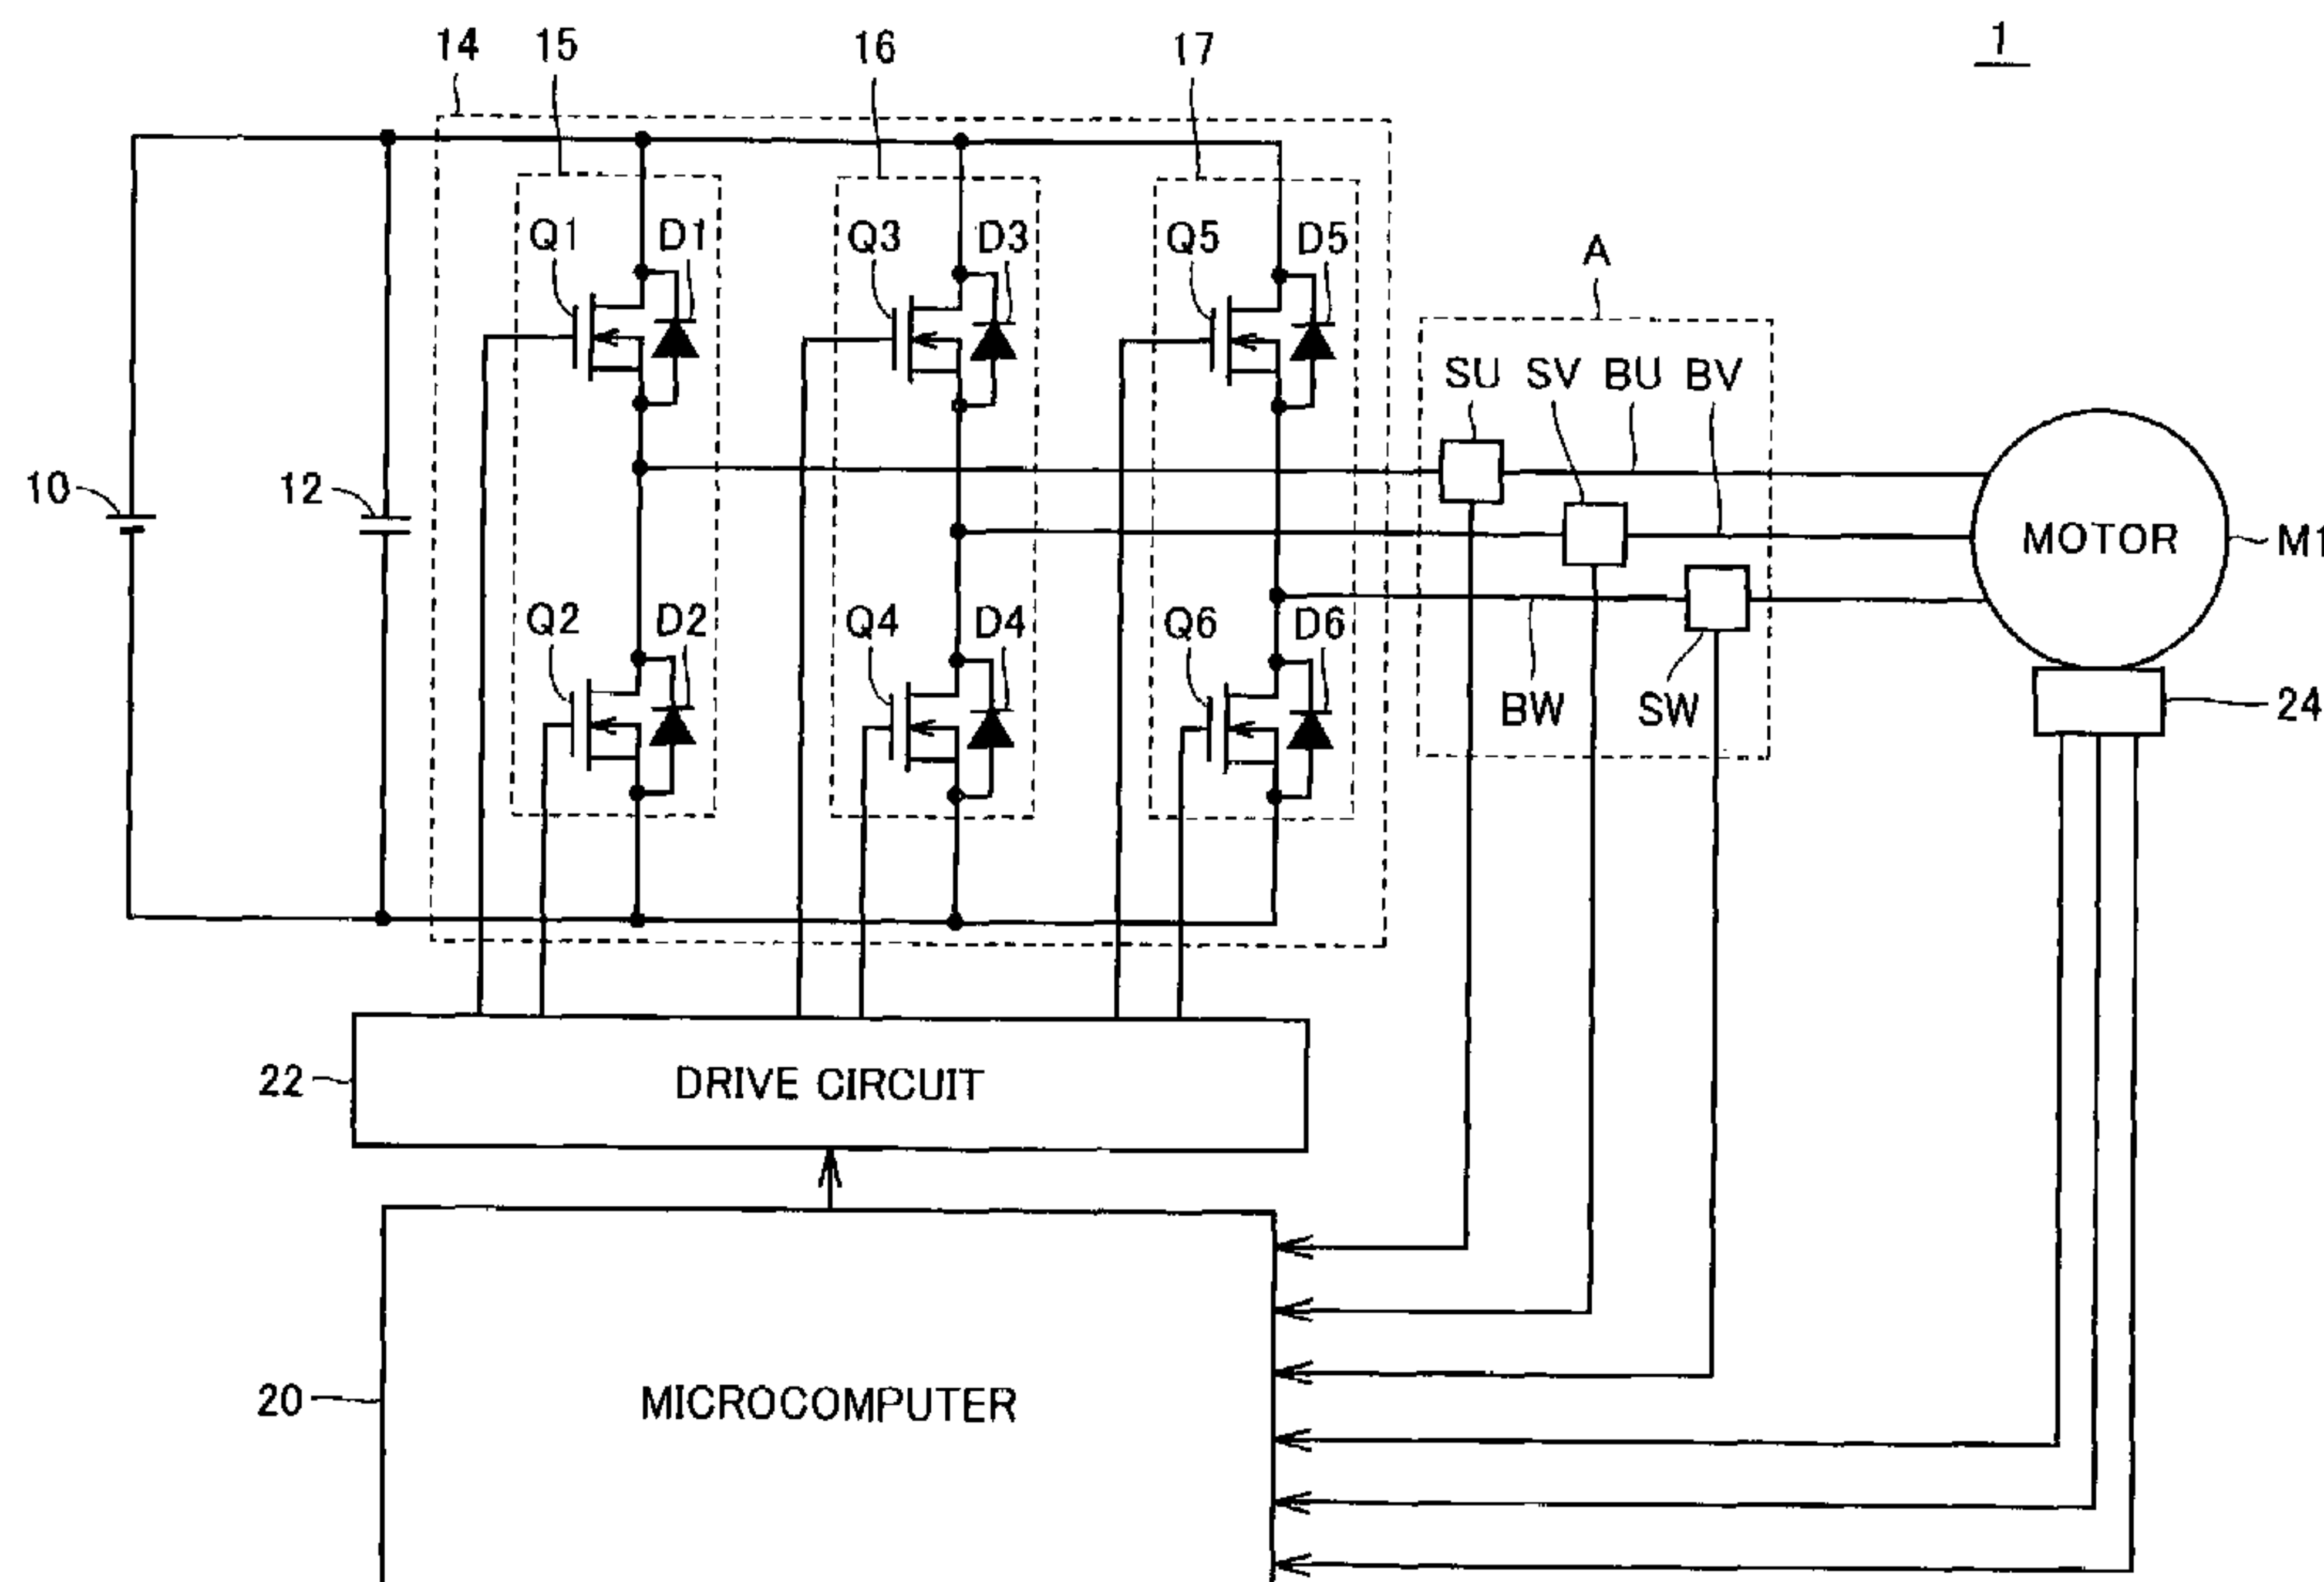 14 15 16 17 1
Q1 D1 Q3 D3 Q5 D5 A
SU SV BU BV
10 12 MOTOR M1
Q2 D2 Q4 D4 Q6 D6
BW SW 24
22 DRIVE CIRCUIT
20 MICROCOMPUTER